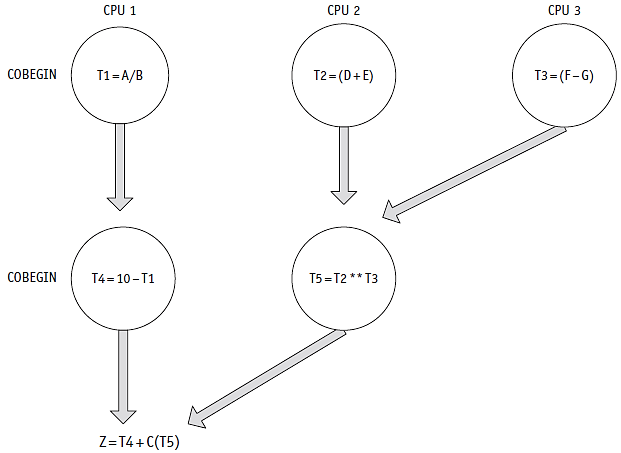 CPU 1 CPU 2 CPU 3
COBEGIN T1=A/B T2=(D+E) T3=(F–G)
COBEGIN T4=10–T1 T5=T2**T3
Z=T4+C(T5)